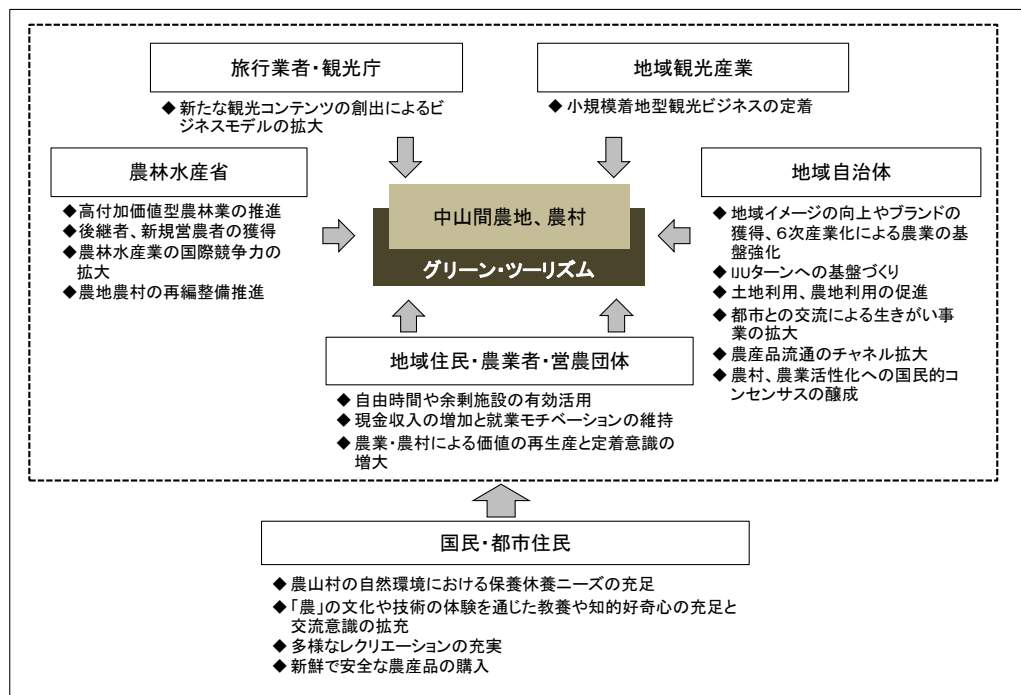 旅行業者・観光庁
◆ 新たな観光コンテンツの創出によるビ
ジネスモデルの拡大
地域観光産業
◆ 小規模着地型観光ビジネスの定着
農林水産省
◆高付加価値型農林業の推進
◆後継者、新規営農者の獲得
◆農林水産業の国際競争力の
拡大
◆農地農村の再編整備推進
中山間農地、農村
グリーン・ツーリズム
地域自治体
◆ 地域イメージの向上やブランドの
獲得、6次産業化による農業の基
盤強化
◆ IJUターンへの基盤づくり
◆ 土地利用、農地利用の促進
◆ 都市との交流による生きがい事
業の拡大
◆ 農産品流通のチャネル拡大
◆ 農村、農業活性化への国民的コ
ンセンサスの醸成
地域住民・農業者・営農団体
◆ 自由時間や余剰施設の有効活用
◆ 現金収入の増加と就業モチベーションの維持
◆ 農業・農村による価値の再生産と定着意識の
増大
国民・都市住民
◆ 農山村の自然環境における保養休養ニーズの充足
◆ 「農」の文化や技術の体験を通じた教養や知的好奇心の充足と
交流意識の拡充
◆ 多様なレクリエーションの充実
◆ 新鮮で安全な農産品の購入